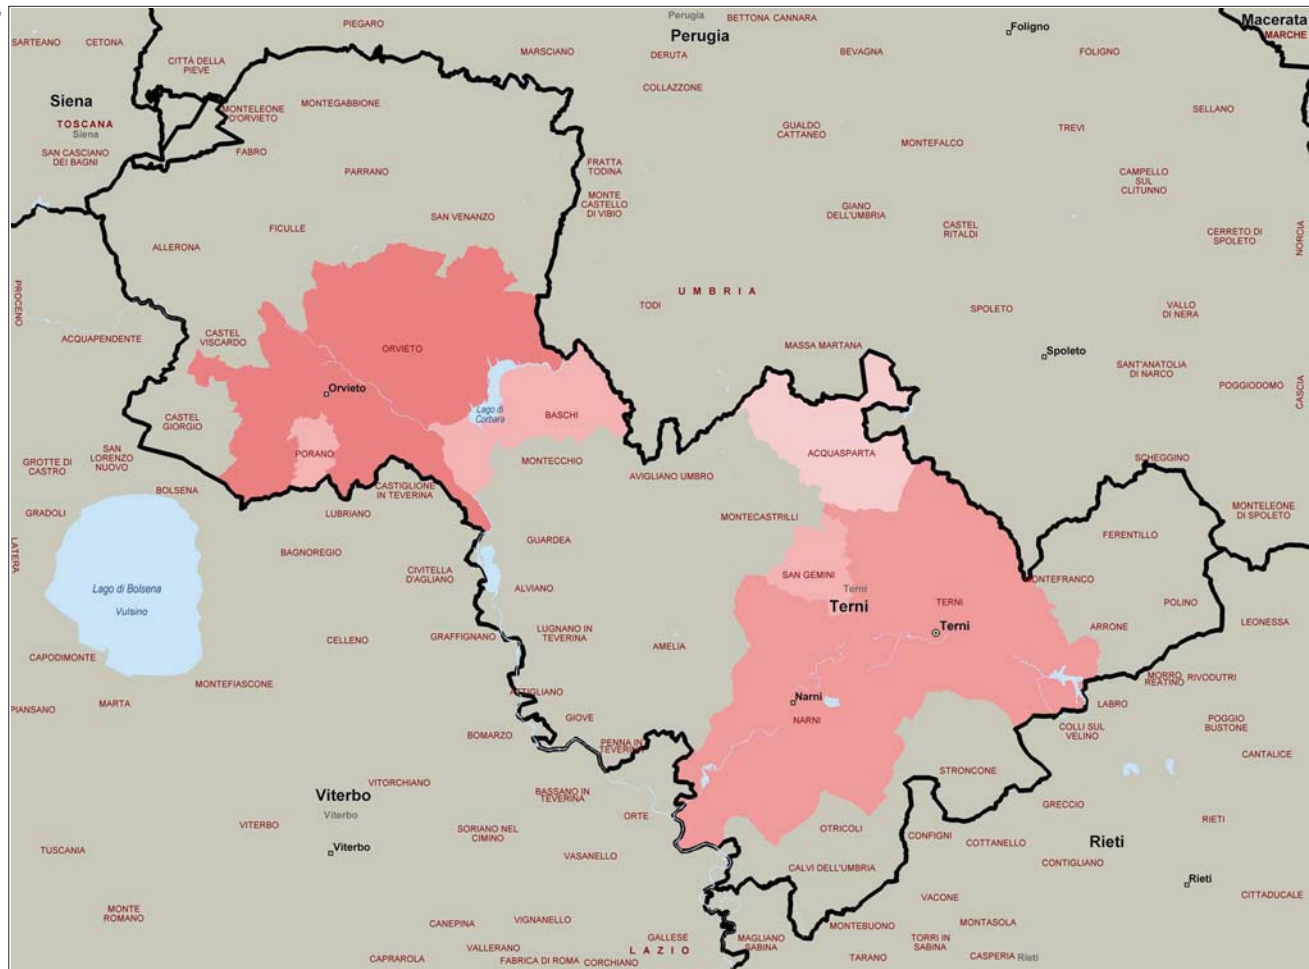 PIEGARO
Perugia
BETTONA CANNARA
Foligno
Macerata
MARCHE
SARTEANO
CETONA
MARSCIANO
Perugia
DERUTA
BEVAGNA
FOLIGNO
CITTÀ DELLA
PIEVE
COLLAZZONE
Siena
MONTELEONE
D'ORVIETO
MONTEGABBIONE
SELLANO
TOSCANA
Siena
GUALDO
CATTANEO
TREVI
MONTEFALCO
SAN CASCIANO
DEI BAGNI
FABRO
PARRANO
FRATTA
TODINA
CAMPELLO
SUL
CLITUNNO
MONTE
CASTELLO
DI VIBIO
SAN VENANZO
GIANO
DELL'UMBRIA
FICULLE
CASTEL
RITALDI
CERRETO DI
SPOLETO
NORCIA
ALLERONA
UMBRIA
PROCENO
TODI
SPOLETO
VALLO
DI NERA
ACQUAPENDENTE
CASTEL
VISCARDO
ORVIETO
MASSA MARTANA
Spoleto
SANT'ANATOLIA
DI NARCO
POGGIODOMO
CASCIA
Orvieto
Lago di
Corbara
BASCHI
CASTEL
GIORGIO
PORANO
ACQUASPARTA
SAN
LORENZO
NUOVO
GROTTE DI
CASTRO
MONTECCHIO
SCHEGGINO
AVIGLIANO UMBRO
BOLSENA
CASTIGLIONE
IN TEVERINA
GRADOLI
LUBRIANO
MONTECASTRILLI
MONTELEONE
DI SPOLETO
LATERA
BAGNOREGIO
GUARDEA
FERENTILLO
CIVITELLA
D'AGLIANO
SAN GEMINI
MONTEFRANCO
Lago di Bolsena
Vulsino
ALVIANO
Terni
Terni
TERNI
POLINO
Terni
ARRONE
LEONESSA
CELLENO
GRAFFIGNANO
LUGNANO IN
TEVERINA
AMELIA
CAPODIMONTE
MONTEFIASCONE
MORRO
REATINO
RIVODUTRI
PIANSANO
MARTA
ATTIGLIANO
Narni
NARNI
LABRO
GIOVE
COLLI SUL
VELINO
POGGIO
BUSTONE
BOMARZO
PENNA IN
TEVERINA
CANTALICE
STRONCONE
VITORCHIANO
BASSANO IN
TEVERINA
Viterbo
Viterbo
GRECCIO
VITERBO
SORIANO NEL
CIMINO
ORTE
OTRICOLI
CONFIGNI
COTTANELLO
Rieti
RIETI
TUSCANIA
Viterbo
VASANELLO
CALVI DELL'UMBRIA
CONTIGLIANO
Rieti
CITTADUCALE
VACONE
MONTE
ROMANO
CANEPINA
VIGNANELLO
MONTEBUONO
MONTASOLA
GALLESE
MAGLIANO
SABINA
TORRI IN
SABINA
VALLERANO
LAZIO
CAPRAROLA
FABRICA DI ROMA
CORCHIANO
TARANO
CASPERIA
Rieti